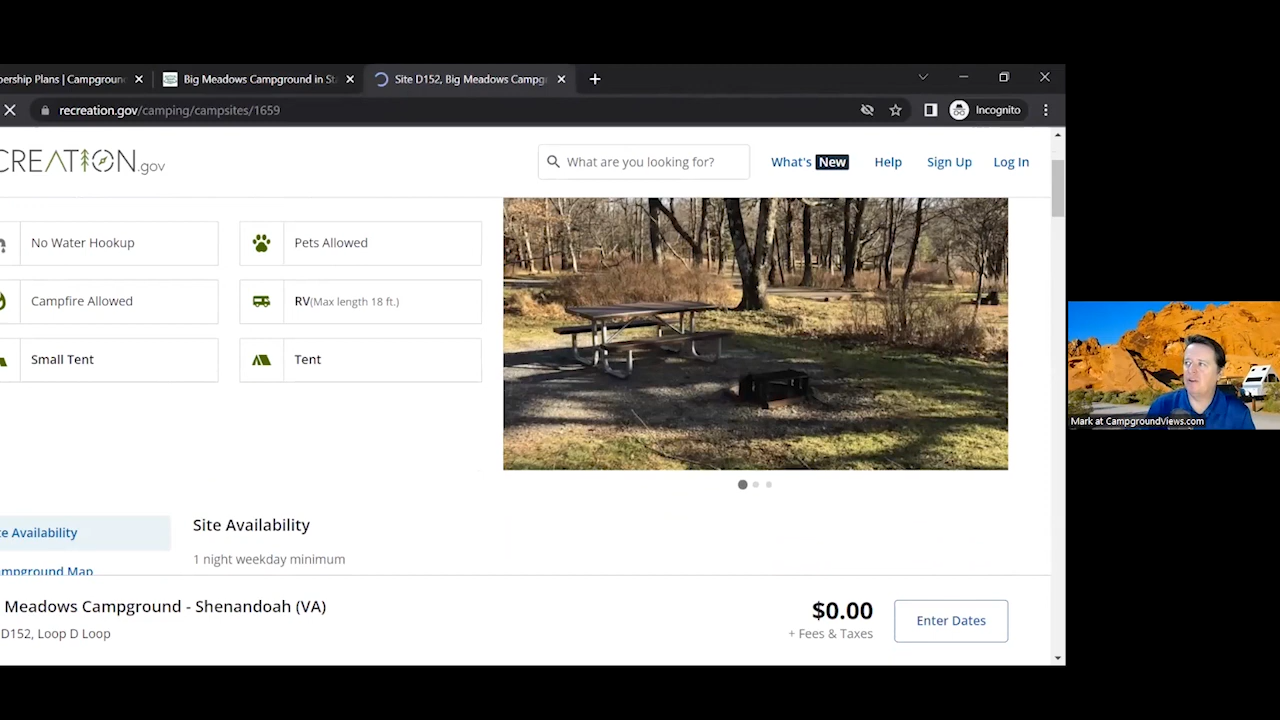 pership Plans | Campgroun
Big Meadows Campground in Sta
Site D152, Big Meadows Campg
recreation.gov/camping/campsites/1659
Incognito
CREATION.gov
What are you looking for?
What's New
Help
Sign Up
Log In
No Water Hookup
Pets Allowed
Campfire Allowed
RV(Max length 18 ft.)
Small Tent
Tent
te Availability
Site Availability
1 night weekday minimum
ampground Map
Meadows Campground - Shenandoah (VA)
D152, Loop D Loop
$0.00
+ Fees & Taxes
Enter Dates
Mark at CampgroundViews.com